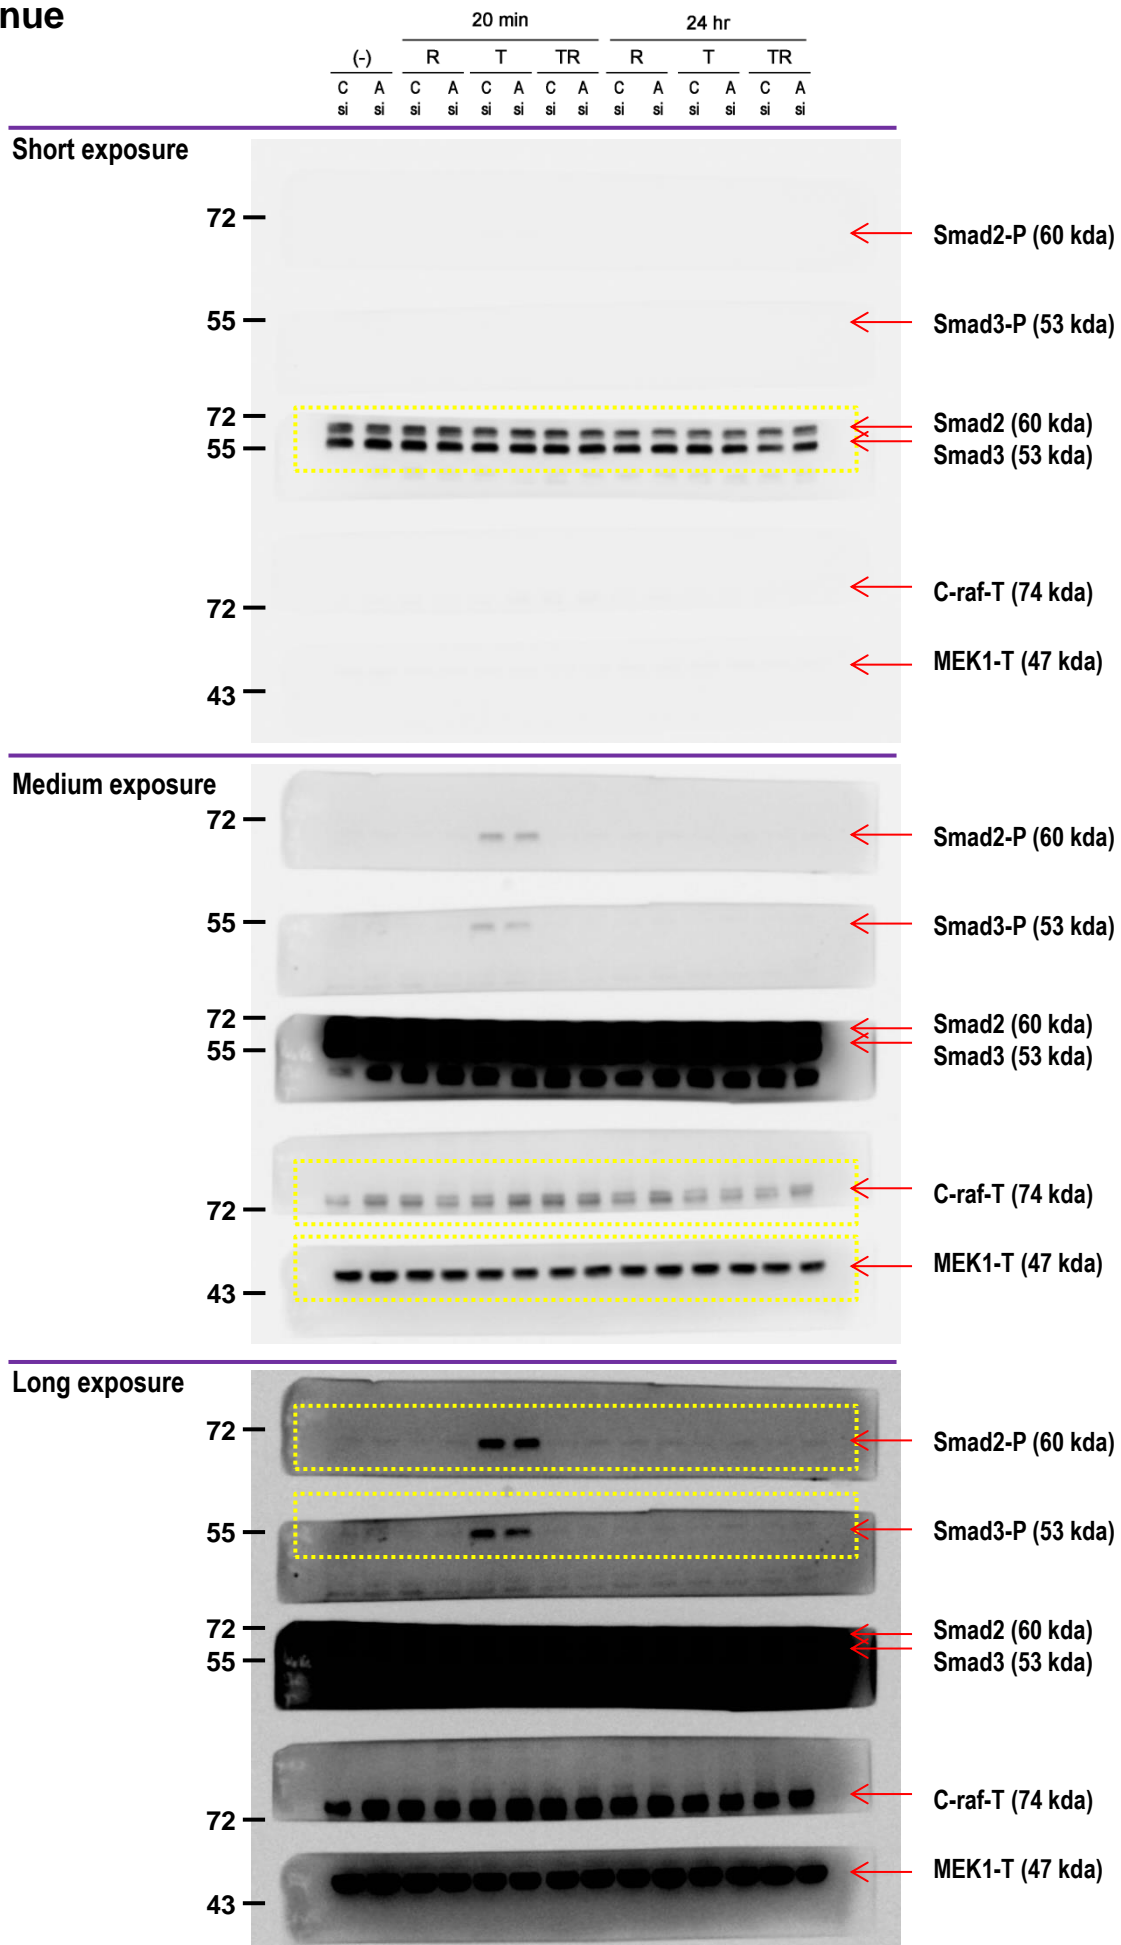 nue
20 min 24 hr
(-) R T TR R T TR
C A C A C A C A C A C A C A
si si si si si si si si si si si si si si
Short exposure
72
Smad2-P (60 kda)
55
Smad3-P (53 kda)
72
Smad2 (60 kda)
55
Smad3 (53 kda)
C-raf-T (74 kda)
72
MEK1-T (47 kda)
43
Medium exposure
72
Smad2-P (60 kda)
55
Smad3-P (53 kda)
72
Smad2 (60 kda)
55
Smad3 (53 kda)
C-raf-T (74 kda)
72
MEK1-T (47 kda)
43
Long exposure
72
Smad2-P (60 kda)
55
Smad3-P (53 kda)
72
Smad2 (60 kda)
55
Smad3 (53 kda)
C-raf-T (74 kda)
72
MEK1-T (47 kda)
43